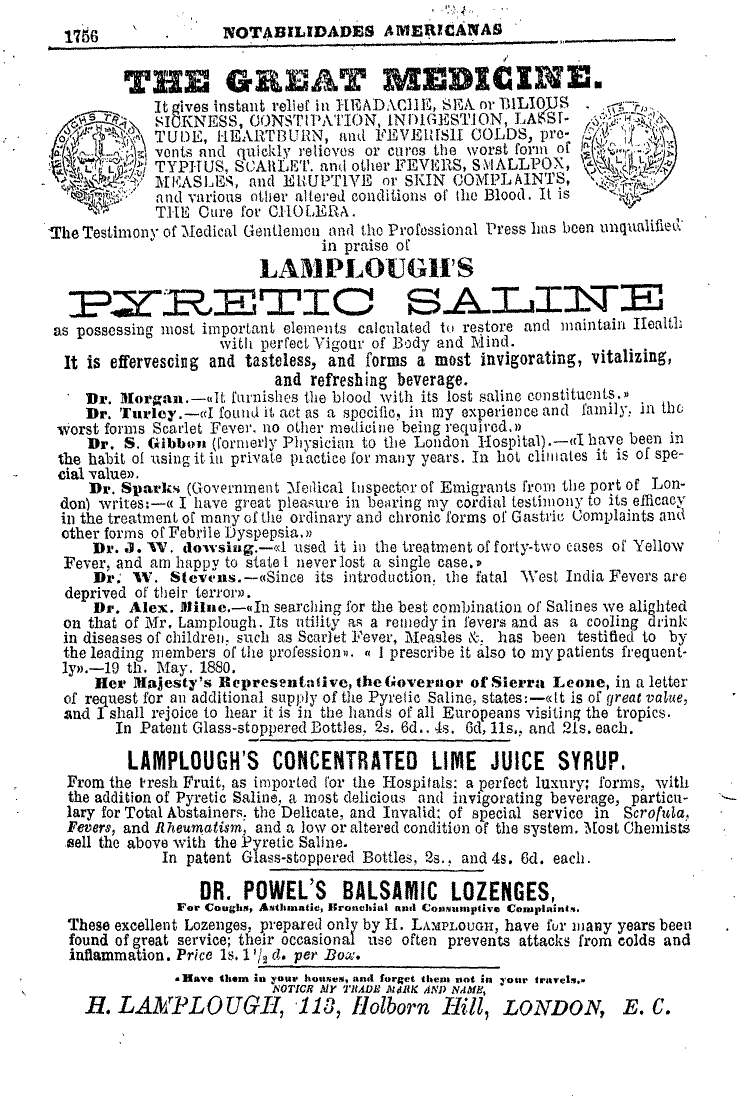 1756 NOTABILIDADES AMERICANAS
THE GREAT MEDICINE.
LAMPLOUGHS TRADE MARK
LAMPLOUGHS TRADE MARK
It gives instant relief in HEADACHE, SEA or BILIOUS
SICKNESS, CONSTIPATION, INDIGESTION, LASSI-
TUDE, HEARTBURN, and FEVERISH COLDS, pre-
vents and quickly relieves or cures the worst form of
TYPHUS, SCARLET. and other FEVERS, SMALLPOX,
MEASLES, and ERUPTIVE or SKIN COMPLAINTS,
and various other altered conditions of the Blood. It is
THE Cure for CHOLERA.
The Testimony of Medical Gentlemen and the Professional Press has been unqualified
in praise of
LAMPLOUGH'S
PYRETIC SALINE
as possessing most important elements calculated to restore and maintain Health
with perfect Vigour of Body and Mind.
It is effervescing and tasteless, and forms a most invigorating, vitalizing,
and refreshing beverage.
Dr. Morgan.—«It furnishes the blood with its lost saline constituents.»
Dr. Turley.—«I found it act as a specific, in my experience and family, in the
worst forms Scarlet Fever. no other medicine being required.»
Dr. S. Gibbon (formerly Physician to the London Hospital).—«I have been in
the habit of using it in private practice for many years. In hot climates it is of spe-
cial value».
Dr. Sparks (Government Medical Inspector of Emigrants from the port of Lon-
don) writes:—« I have great pleasure in bearing my cordial testimony to its efficacy
in the treatment of many of the ordinary and chronic forms of Gastric Complaints and
other forms of Febrile Dyspepsia.»
Dr. J. W. dowsing.—«I used it in the treatment of forty-two cases of Yellow
Fever, and am happy to state I never lost a single case.»
Dr. W. Stevens.—«Since its introduction, the fatal West India Fevers are
deprived of their terror».
Dr. Alex. Milne.—«In searching for the best combination of Salines we alighted
on that of Mr. Lamplough. Its utility as a remedy in fevers and as a cooling drink
in diseases of children, such as Scarlet Fever, Measles &. has been testified to by
the leading members of the profession». « I prescribe it also to my patients frequent-
ly».—19 th. May. 1880.
Her Majesty's Representative, the Governor of Sierra Leone, in a letter
of request for an additional supply of the Pyretic Saline, states:—«It is of great value,
and I shall rejoice to hear it is in the hands of all Europeans visiting the tropics.
In Patent Glass-stoppered Bottles, 2s. 6d.. 4s. 6d, 11s., and 21s. each.
LAMPLOUGH'S CONCENTRATED LIME JUICE SYRUP.
From the Fresh Fruit, as imported for the Hospitals: a perfect luxury; forms, with
the addition of Pyretic Saline, a most delicious and invigorating beverage, particu-
lary for Total Abstainers, the Delicate, and Invalid; of special service in Scrofula,
Fevers, and Rheumatism, and a low or altered condition of the system. Most Chemists
sell the above with the Pyretic Saline.
In patent Glass-stoppered Bottles, 2s., and 4s. 6d. each.
DR. POWEL'S BALSAMIC LOZENGES,
For Coughs, Asthmatic, Bronchial and Consumptive Complaints.
These excellent Lozenges, prepared only by H. LAMPLOUGH, have for many years been
found of great service; their occasional use often prevents attacks from colds and
inflammation. Price 1s. 1 1/2 d. per Box.
«Have them in your houses, and forget them not in your travels.»
NOTICE MY TRADE MARK AND NAME,
H. LAMPLOUGH, 113, Holborn Hill, LONDON, E. C.